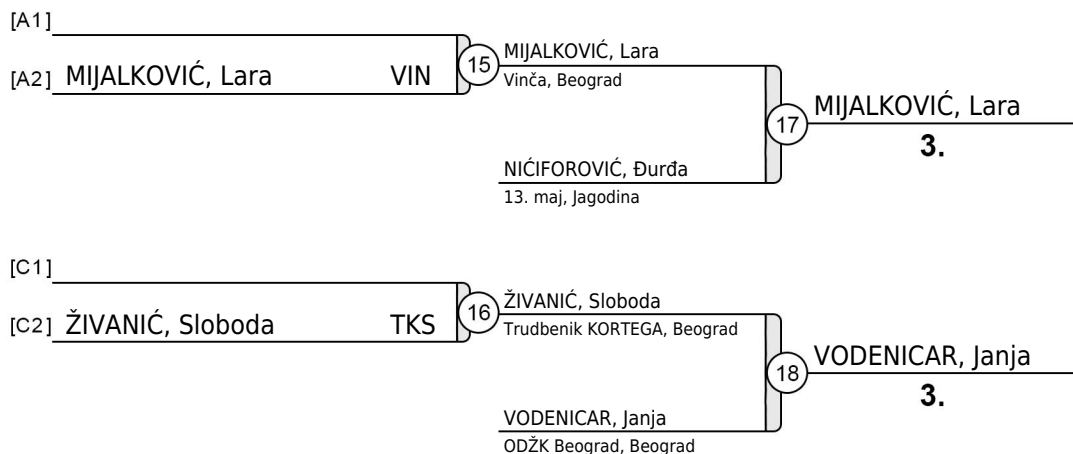 [A1]
[A2] MIJALKOVIĆ, Lara VIN
15
MIJALKOVIĆ, Lara
Vinča, Beograd
17
MIJALKOVIĆ, Lara
3.
NIĆIFOROVIĆ, Đurđa
13. maj, Jagodina
[C1]
[C2] ŽIVANIĆ, Sloboda TKS
16
ŽIVANIĆ, Sloboda
Trudbenik KORTEGA, Beograd
18
VODENICAR, Janja
3.
VODENICAR, Janja
ODŽK Beograd, Beograd